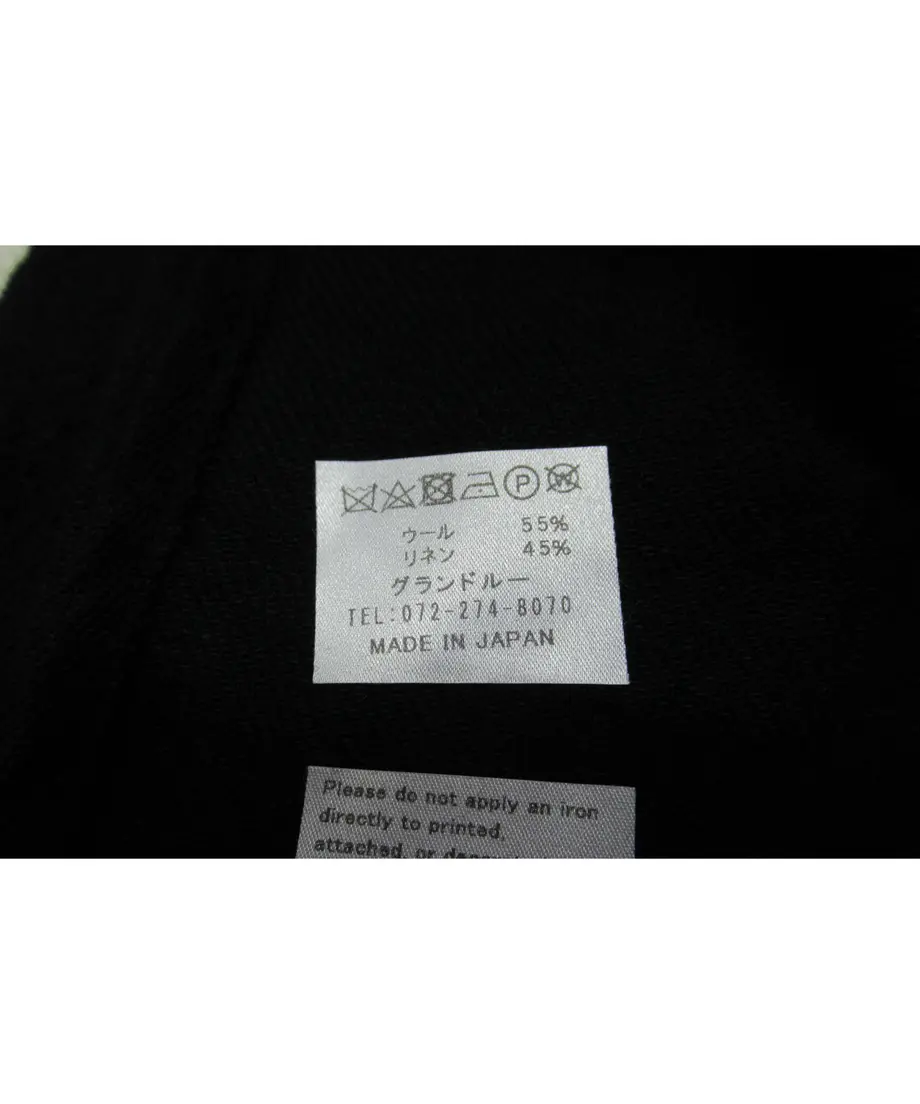 P W
ウール 55%
リネン 45%
グランドルー
TEL:072-274-8070
MADE IN JAPAN
Please do not apply an iron
directly to printed,
attached, or